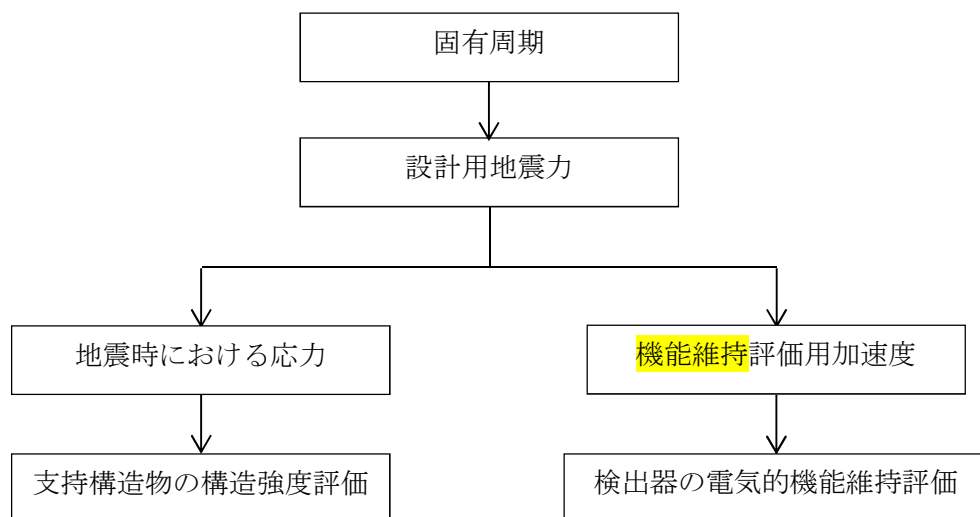 固有周期
設計用地震力
地震時における応力
機能維持評価用加速度
支持構造物の構造強度評価
検出器の電気的機能維持評価